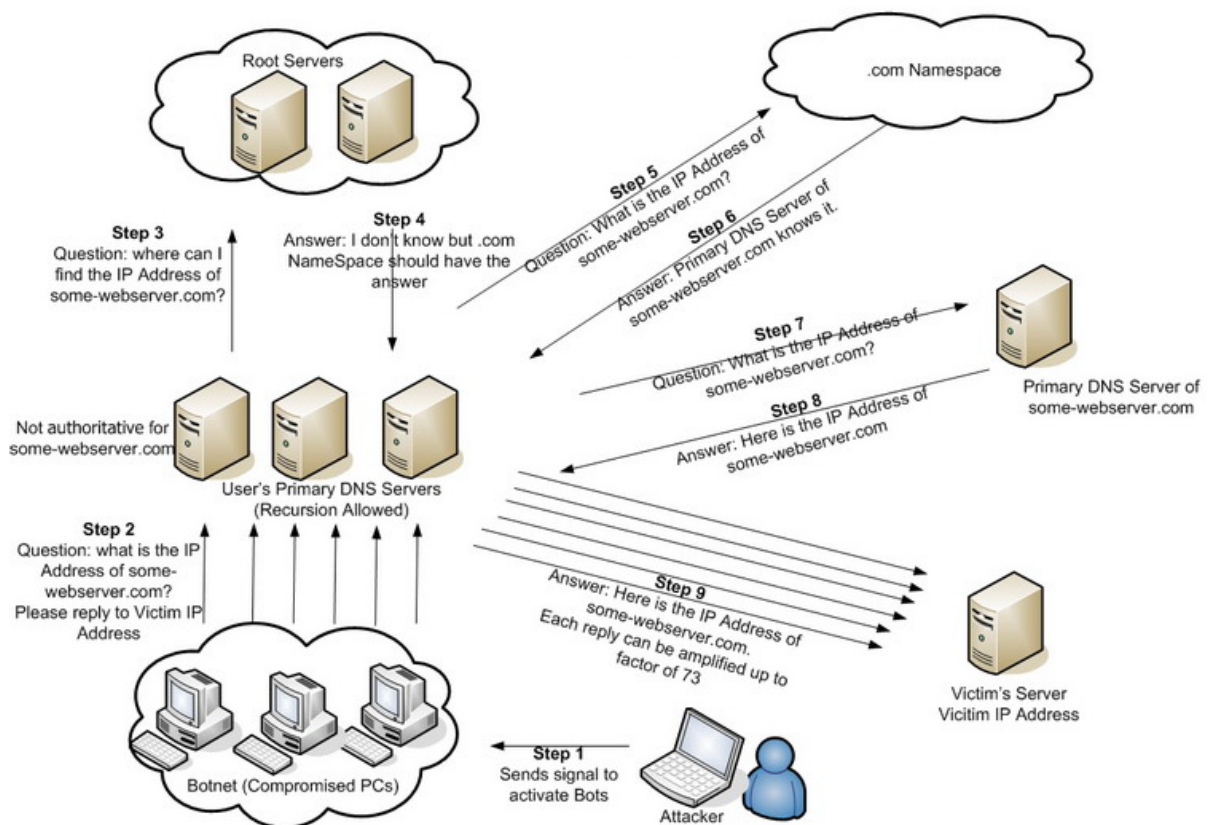 Root Servers
.com Namespace
Step 3
Question: where can I
find the IP Address of
some-webserver.com?
Step 4
Answer: I don't know but .com
NameSpace should have the
answer
Step 5
Question: What is the IP Address of
some-webserver.com?
Step 6
Answer: Primary DNS Server of
some-webserver.com knows it.
Step 7
Question: What is the IP Address of
some-webserver.com?
Primary DNS Server of
some-webserver.com
Step 8
Answer: Here is the IP Address of
some-webserver.com
Not authoritative for
some-webserver.com
User's Primary DNS Servers
(Recursion Allowed)
Step 2
Question: what is the IP
Address of some-
webserver.com?
Please reply to Victim IP
Address
Step 9
Answer: Here is the IP Address of
some-webserver.com.
Each reply can be amplified up to
factor of 73
Victim's Server
Vicitim IP Address
Botnet (Compromised PCs)
Step 1
Sends signal to
activate Bots
Attacker